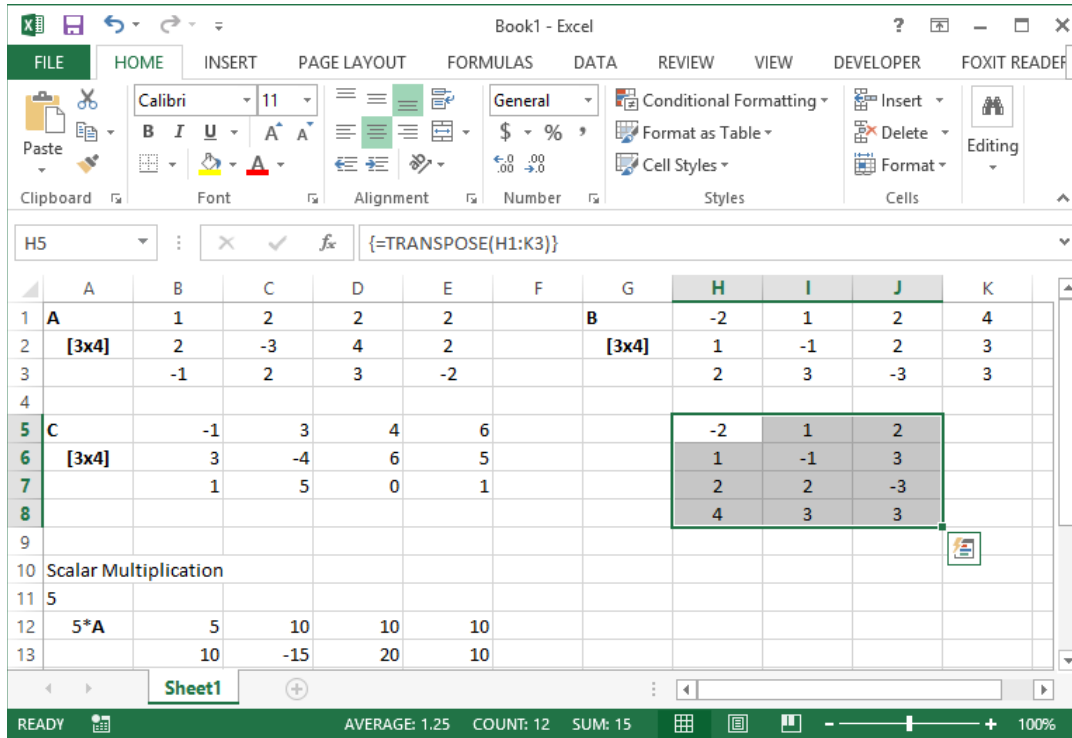 Book1 - Excel ?
FILE HOME INSERT PAGE LAYOUT FORMULAS DATA REVIEW VIEW DEVELOPER FOXIT READER
Calibri 11 General Conditional Formatting Insert
Paste B I U A A $ % , Format as Table Delete Editing
A .0 .00 .00 .0 Cell Styles Format
Clipboard Font Alignment Number Styles Cells
H5 fx {=TRANSPOSE(H1:K3)}
A B C D E F G H I J K
1 A 1 2 2 2 B -2 1 2 4
2 [3x4] 2 -3 4 2 [3x4] 1 -1 2 3
3 -1 2 3 -2 2 3 -3 3
4
5 C -1 3 4 6 -2 1 2
6 [3x4] 3 -4 6 5 1 -1 3
7 1 5 0 1 2 2 -3
8 4 3 3
9
10 Scalar Multiplication
11 5
12 5*A 5 10 10 10
13 10 -15 20 10
Sheet1
READY AVERAGE: 1.25 COUNT: 12 SUM: 15 - + 100%